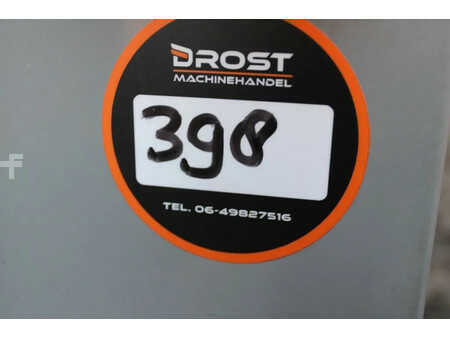 DROST
MACHINEHANDEL
398
TEL. 06-49827516